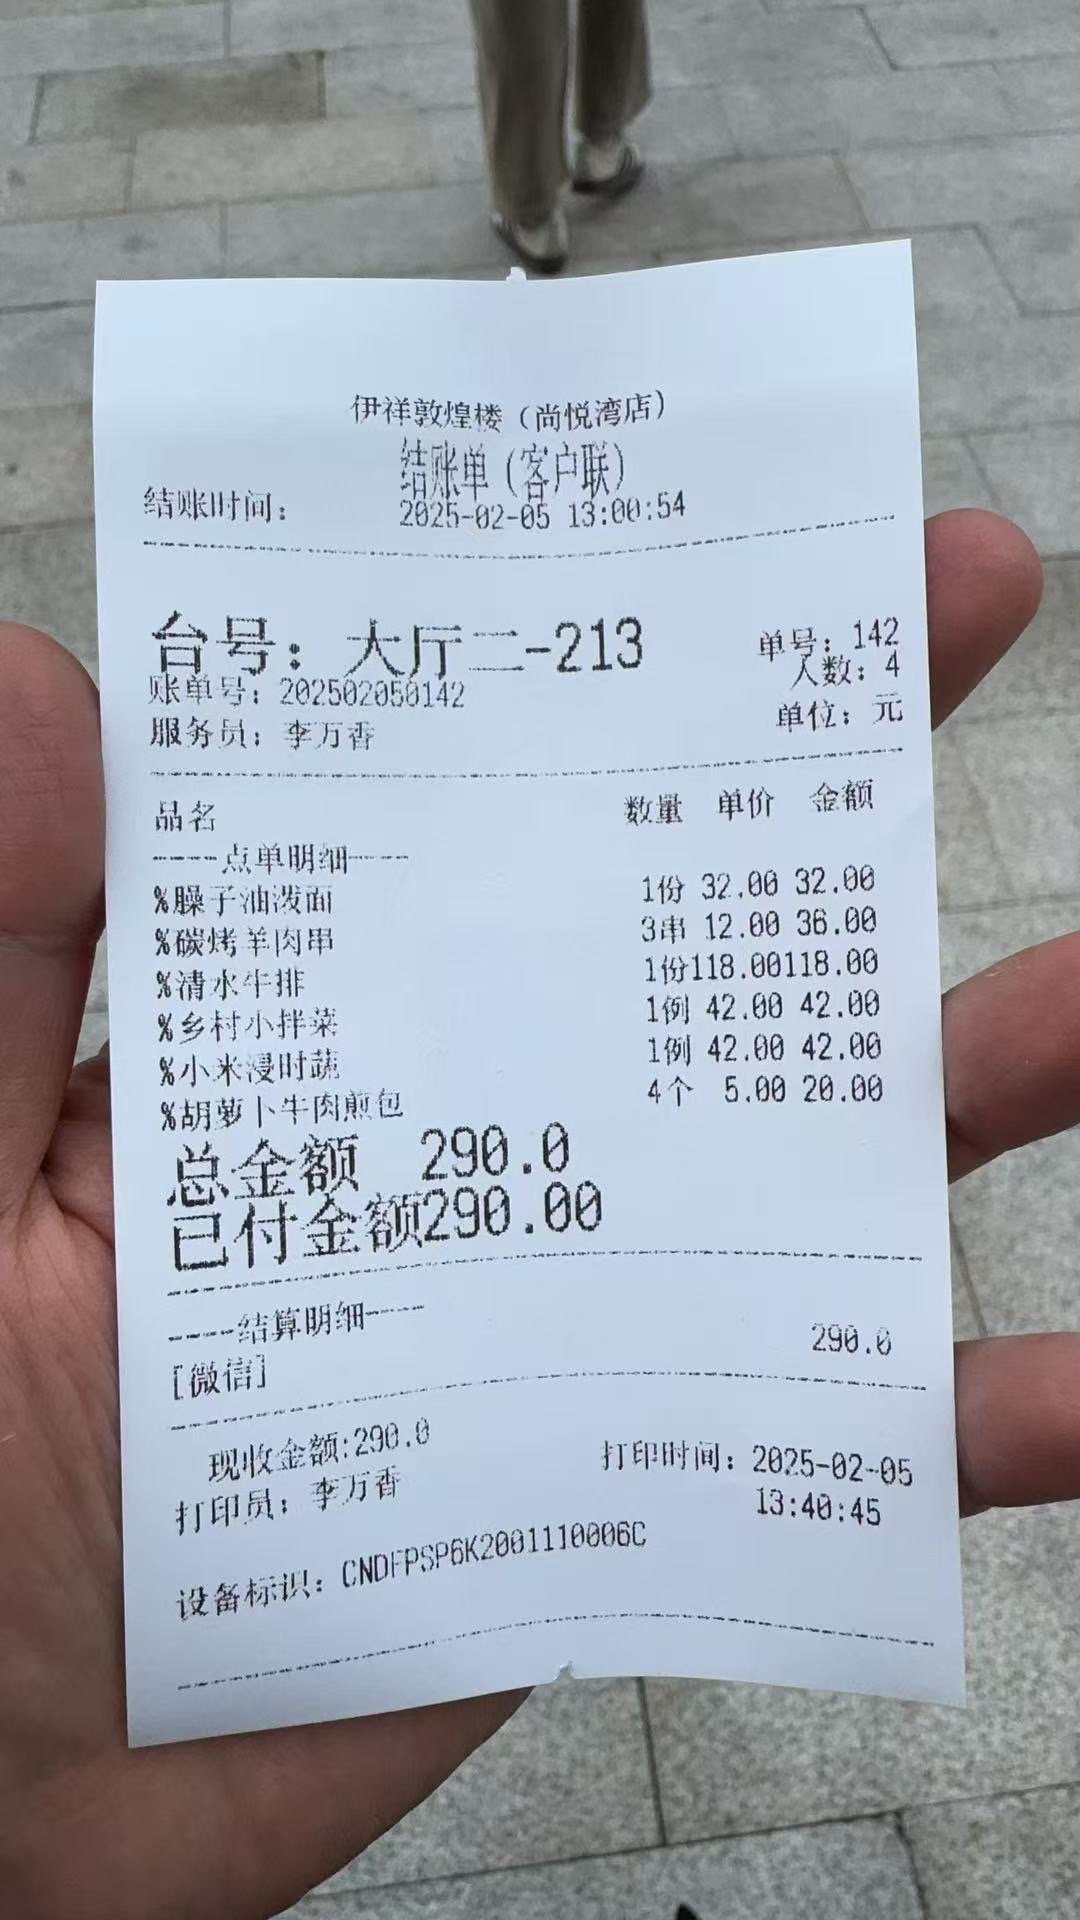 伊祥敦煌楼（尚悦湾店）
结账单（客户联）
结账时间： 2025-02-05 13:00:54
台号： 大厅二-213 单号：142
账单号：202502050142 人数：4
服务员：李万香 单位：元
品名 数量 单价 金额
----点单明细----
%臊子油泼面 1份 32.00 32.00
%碳烤羊肉串 3串 12.00 36.00
%清水牛排 1份118.00118.00
%乡村小拌菜 1例 42.00 42.00
%小米浸时蔬 1例 42.00 42.00
%胡萝卜牛肉煎包 4个 5.00 20.00
总金额 290.0
已付金额290.00
----结算明细----
[微信] 290.0
现收金额:290.0
打印员：李万香 打印时间：2025-02-05
13:40:45
设备标识：CNDFPSP6K2001110006C